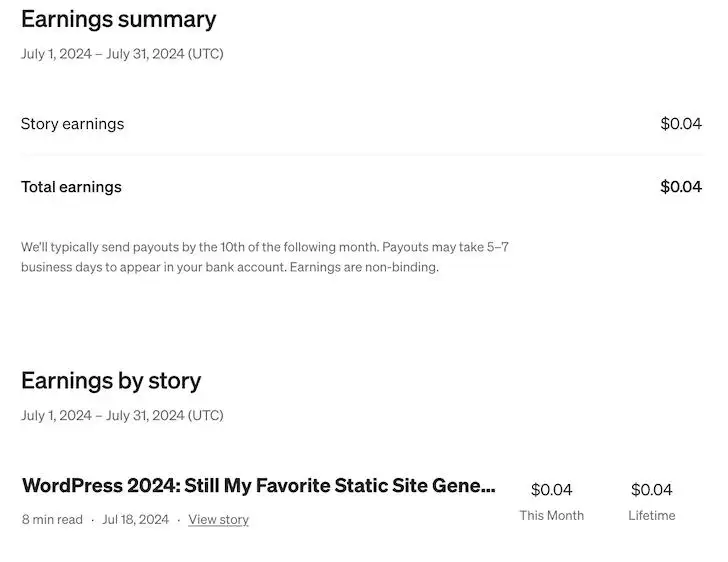 Earnings summary
July 1, 2024 – July 31, 2024 (UTC)
Story earnings $0.04
Total earnings $0.04
We'll typically send payouts by the 10th of the following month. Payouts may take 5–7
business days to appear in your bank account. Earnings are non-binding.
Earnings by story
July 1, 2024 – July 31, 2024 (UTC)
WordPress 2024: Still My Favorite Static Site Gene... $0.04 $0.04
8 min read · Jul 18, 2024 · View story This Month Lifetime